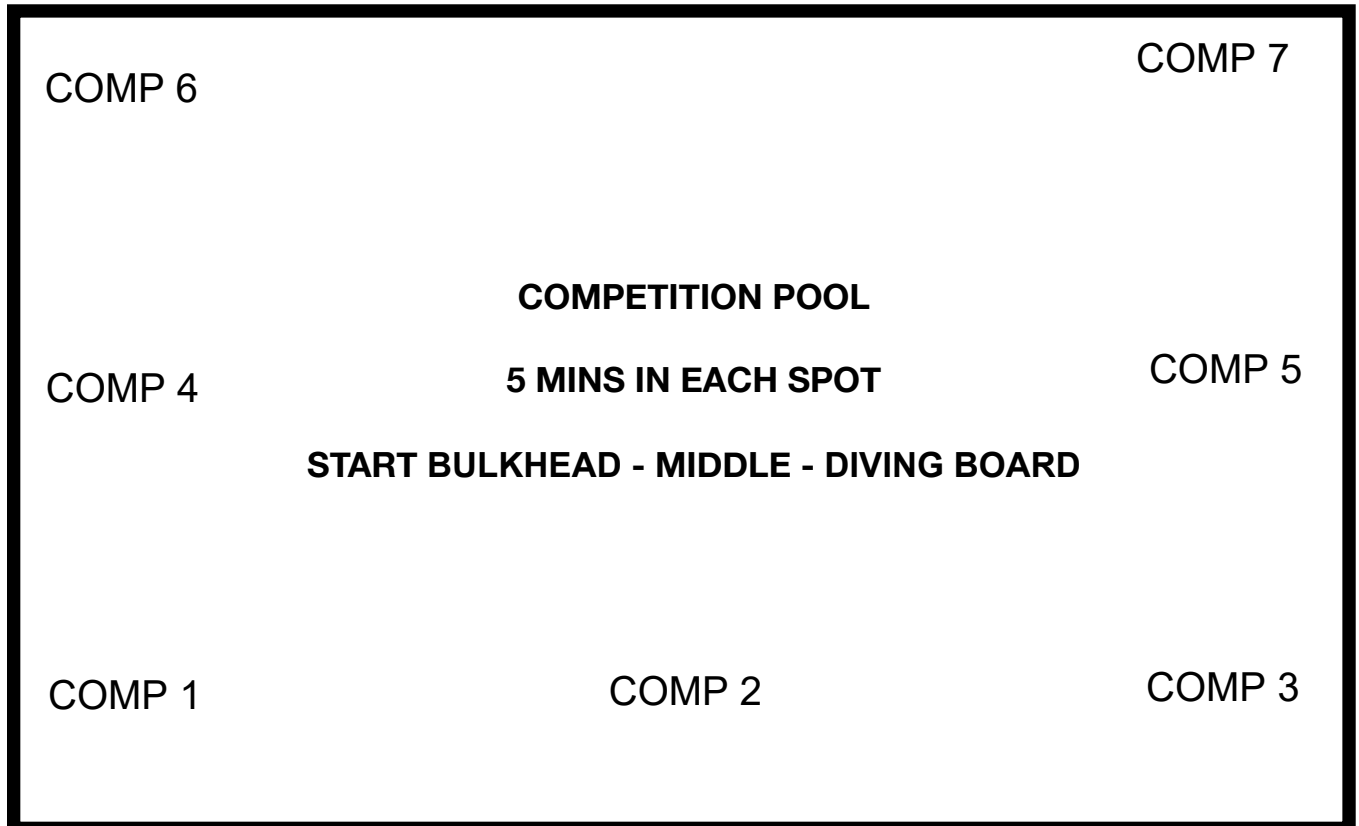 COMP 6
COMP 7
COMPETITION POOL
COMP 4
5 MINS IN EACH SPOT
COMP 5
START BULKHEAD - MIDDLE - DIVING BOARD
COMP 1
COMP 2
COMP 3